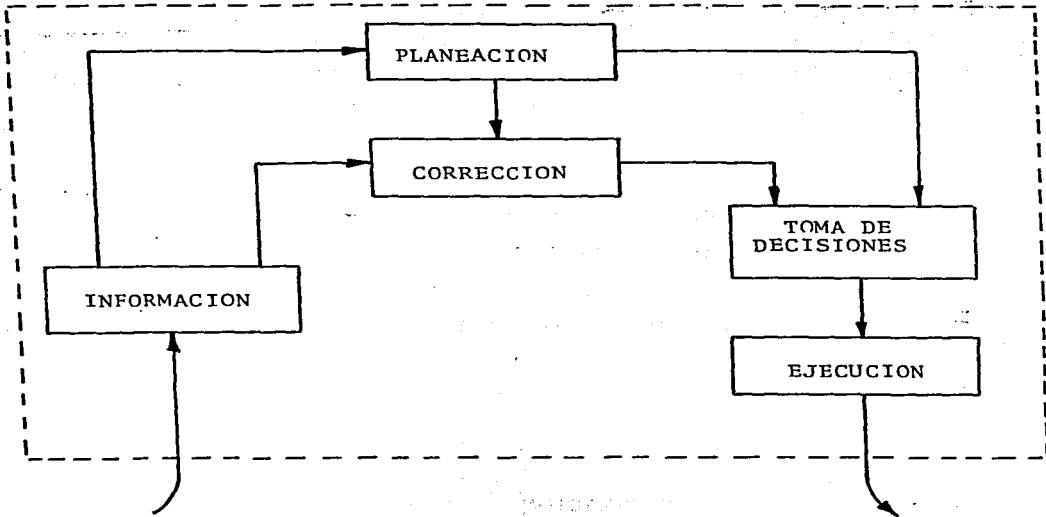 PLANEACION
CORRECCION
TOMA DE
DECISIONES
INFORMACION
EJECUCION